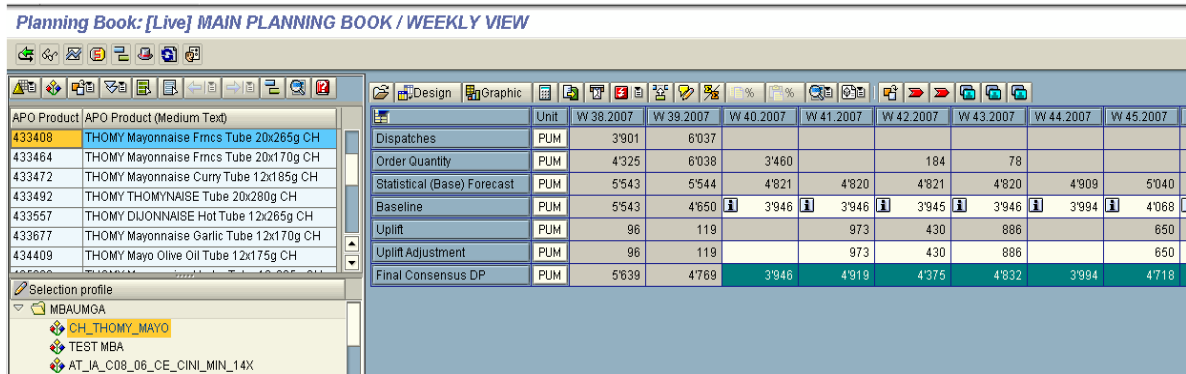 Planning Book: [Live] MAIN PLANNING BOOK / WEEKLY VIEW
Design Graphic % %
APO Product APO Product (Medium Text)
433408 THOMY Mayonnaise Frncs Tube 20x265g CH
433464 THOMY Mayonnaise Frncs Tube 20x170g CH
433472 THOMY Mayonnaise Curry Tube 12x185g CH
433492 THOMY THOMYNAISE Tube 20x280g CH
433557 THOMY DIJONNAISE Hot Tube 12x265g CH
433677 THOMY Mayonnaise Garlic Tube 12x170g CH
434409 THOMY Mayo Olive Oil Tube 12x175g CH
Selection profile
MBAUMGA
CH_THOMY_MAYO
TEST MBA
AT_IA_C08_06_CE_CINI_MIN_14X
Unit W 38.2007 W 39.2007 W 40.2007 W 41.2007 W 42.2007 W 43.2007 W 44.2007 W 45.2007
Dispatches PUM 3'901 6'037
Order Quantity PUM 4'325 6'038 3'460 184 78
Statistical (Base) Forecast PUM 5'543 5'544 4'821 4'820 4'821 4'820 4'909 5'040
Baseline PUM 5'543 4'650 3'946 3'946 3'945 3'946 3'994 4'068
Uplift PUM 96 119 973 430 886 650
Uplift Adjustment PUM 96 119 973 430 886 650
Final Consensus DP PUM 5'639 4'769 3'946 4'919 4'375 4'832 3'994 4'718